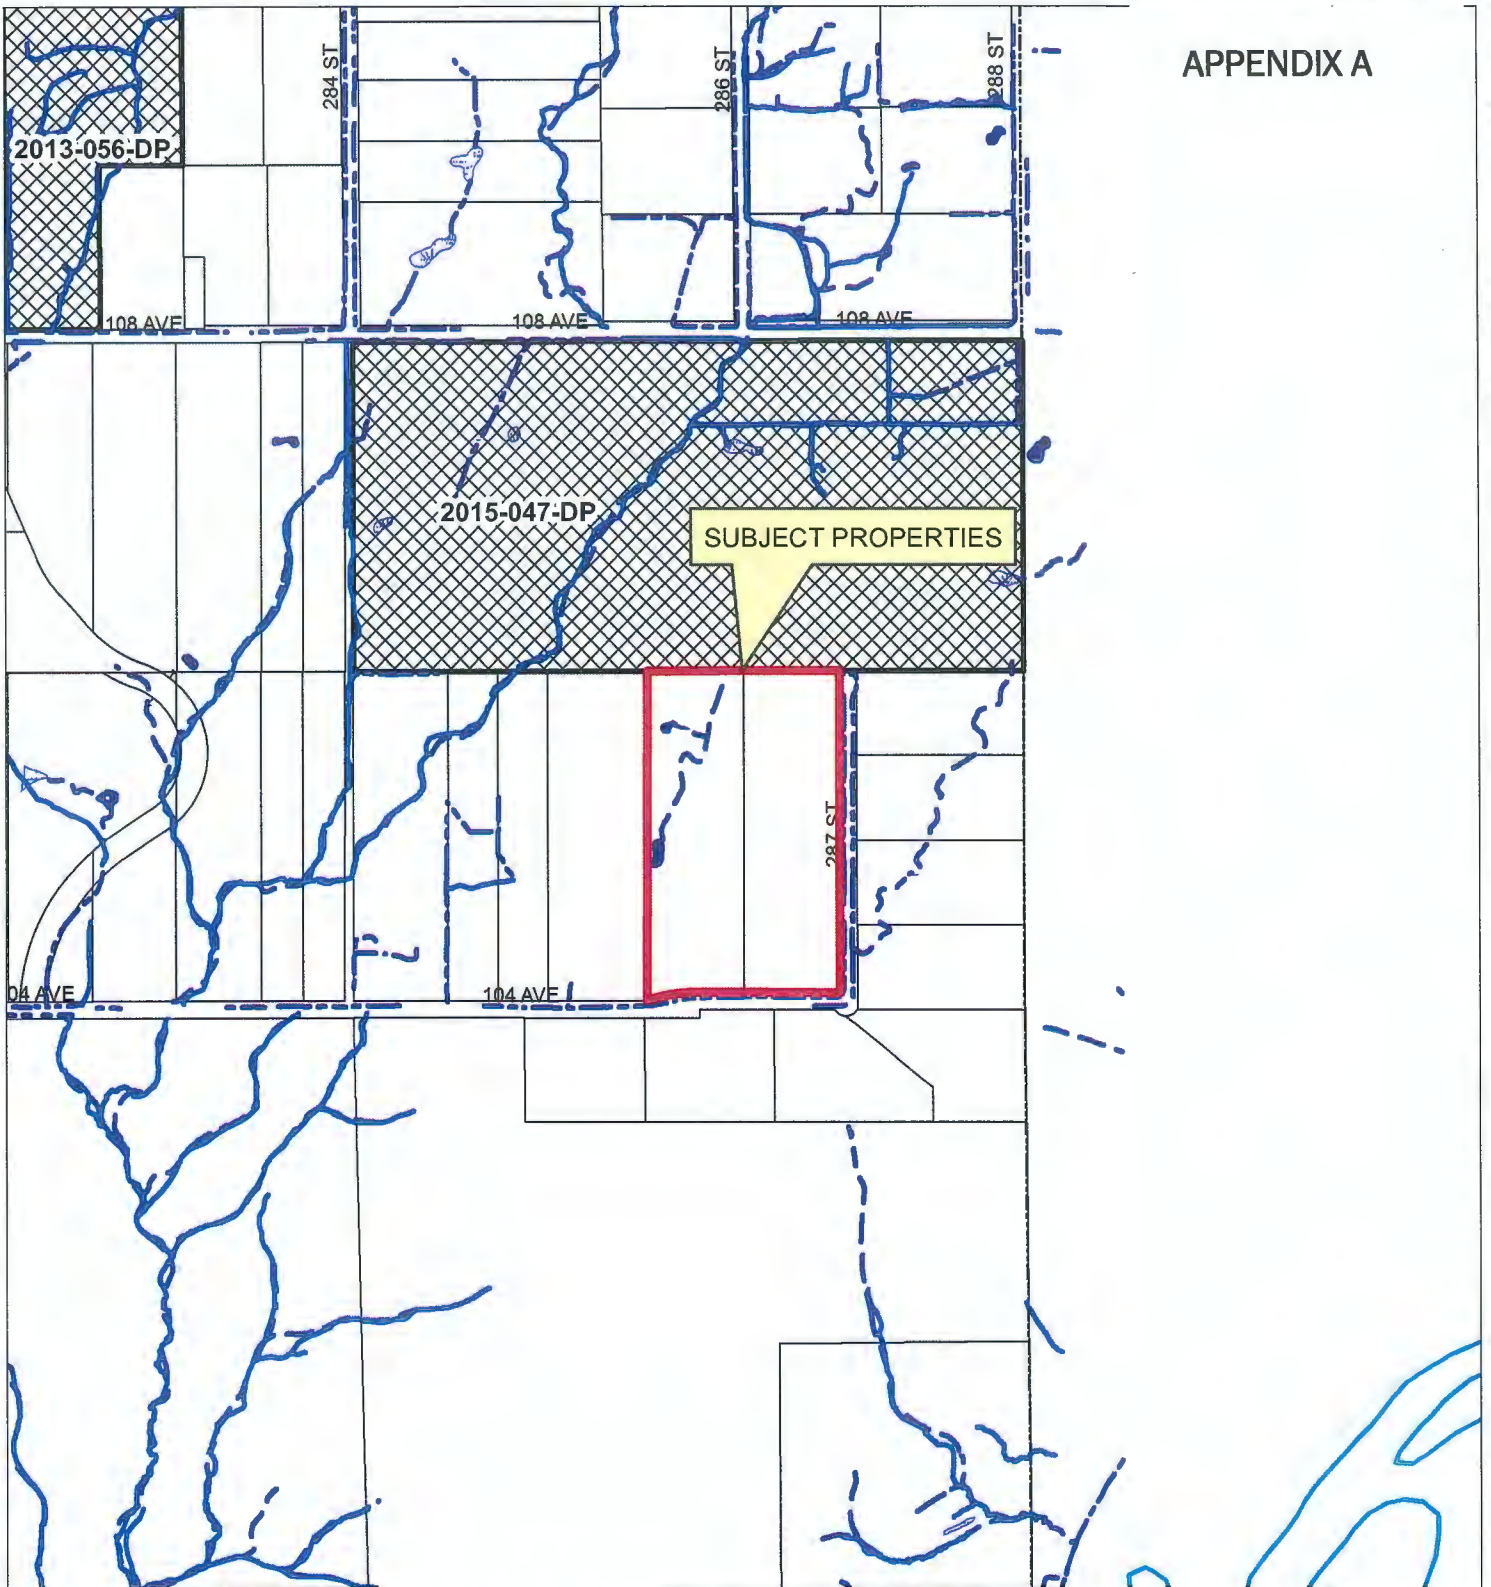 APPENDIX A
284 ST
286 ST
288 ST
2013-056-DP
108 AVE
108 AVE
108 AVE
2015-047-DP
SUBJECT PROPERTIES
287 ST
04 AVE
104 AVE